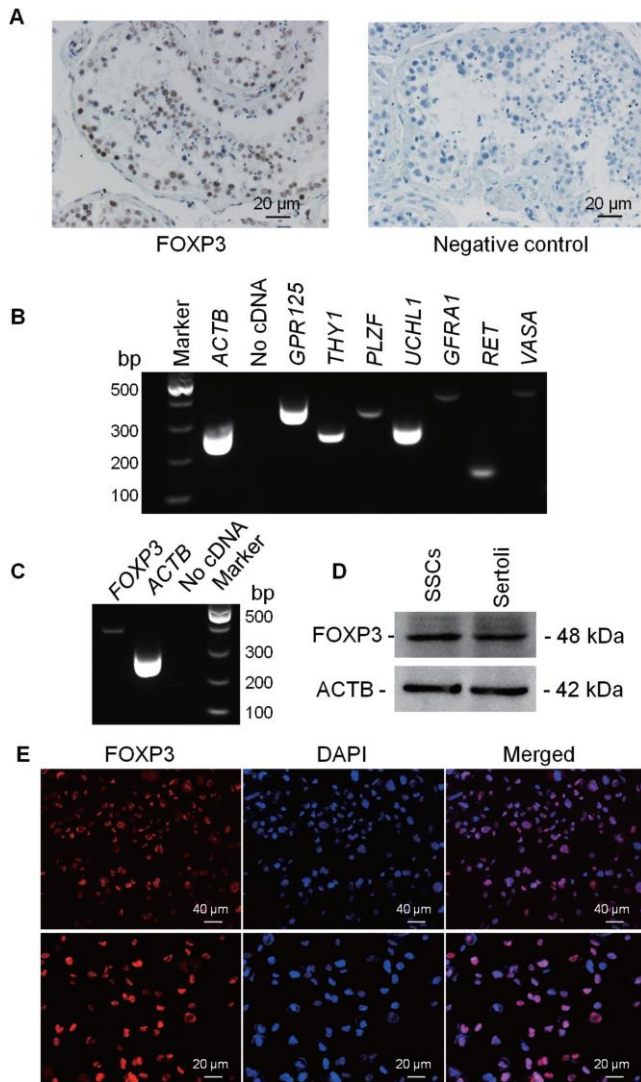 A
20 µm
20 µm
FOXP3
Negative control
B
bp
Marker
ACTB
No cDNA
GPR125
THY1
PLZF
UCHL1
GFRA1
RET
VASA
500
300
200
100
C
FOXP3
ACTB
No cDNA
Marker
bp
500
300
200
100
D
SSCs
Sertoli
FOXP3 - - 48 kDa
ACTB - - 42 kDa
E
FOXP3
DAPI
Merged
40 µm
40 µm
40 µm
20 µm
20 µm
20 µm